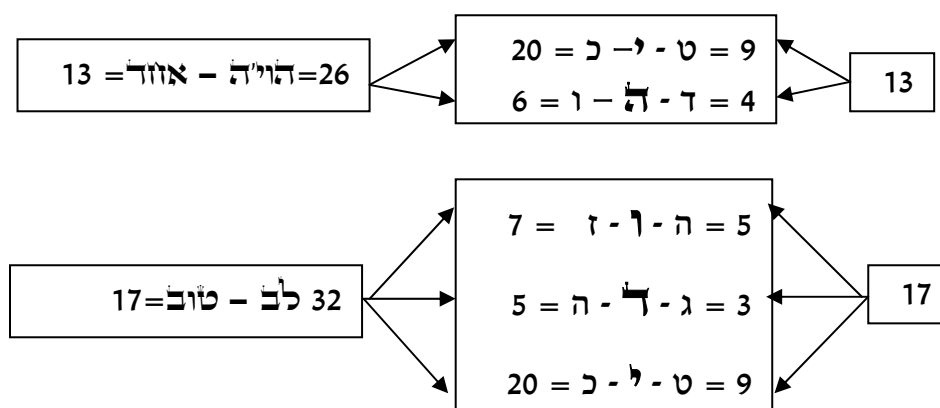 13
9 = ט - י – כ = 20
4 = ד - ה – ו = 6
26=הוי'ה – אחד= 13
17
5 = ה - ו - ז = 7
3 = ג - ד - ה = 5
9 = ט - י - כ = 20
32 לב – טוב=17